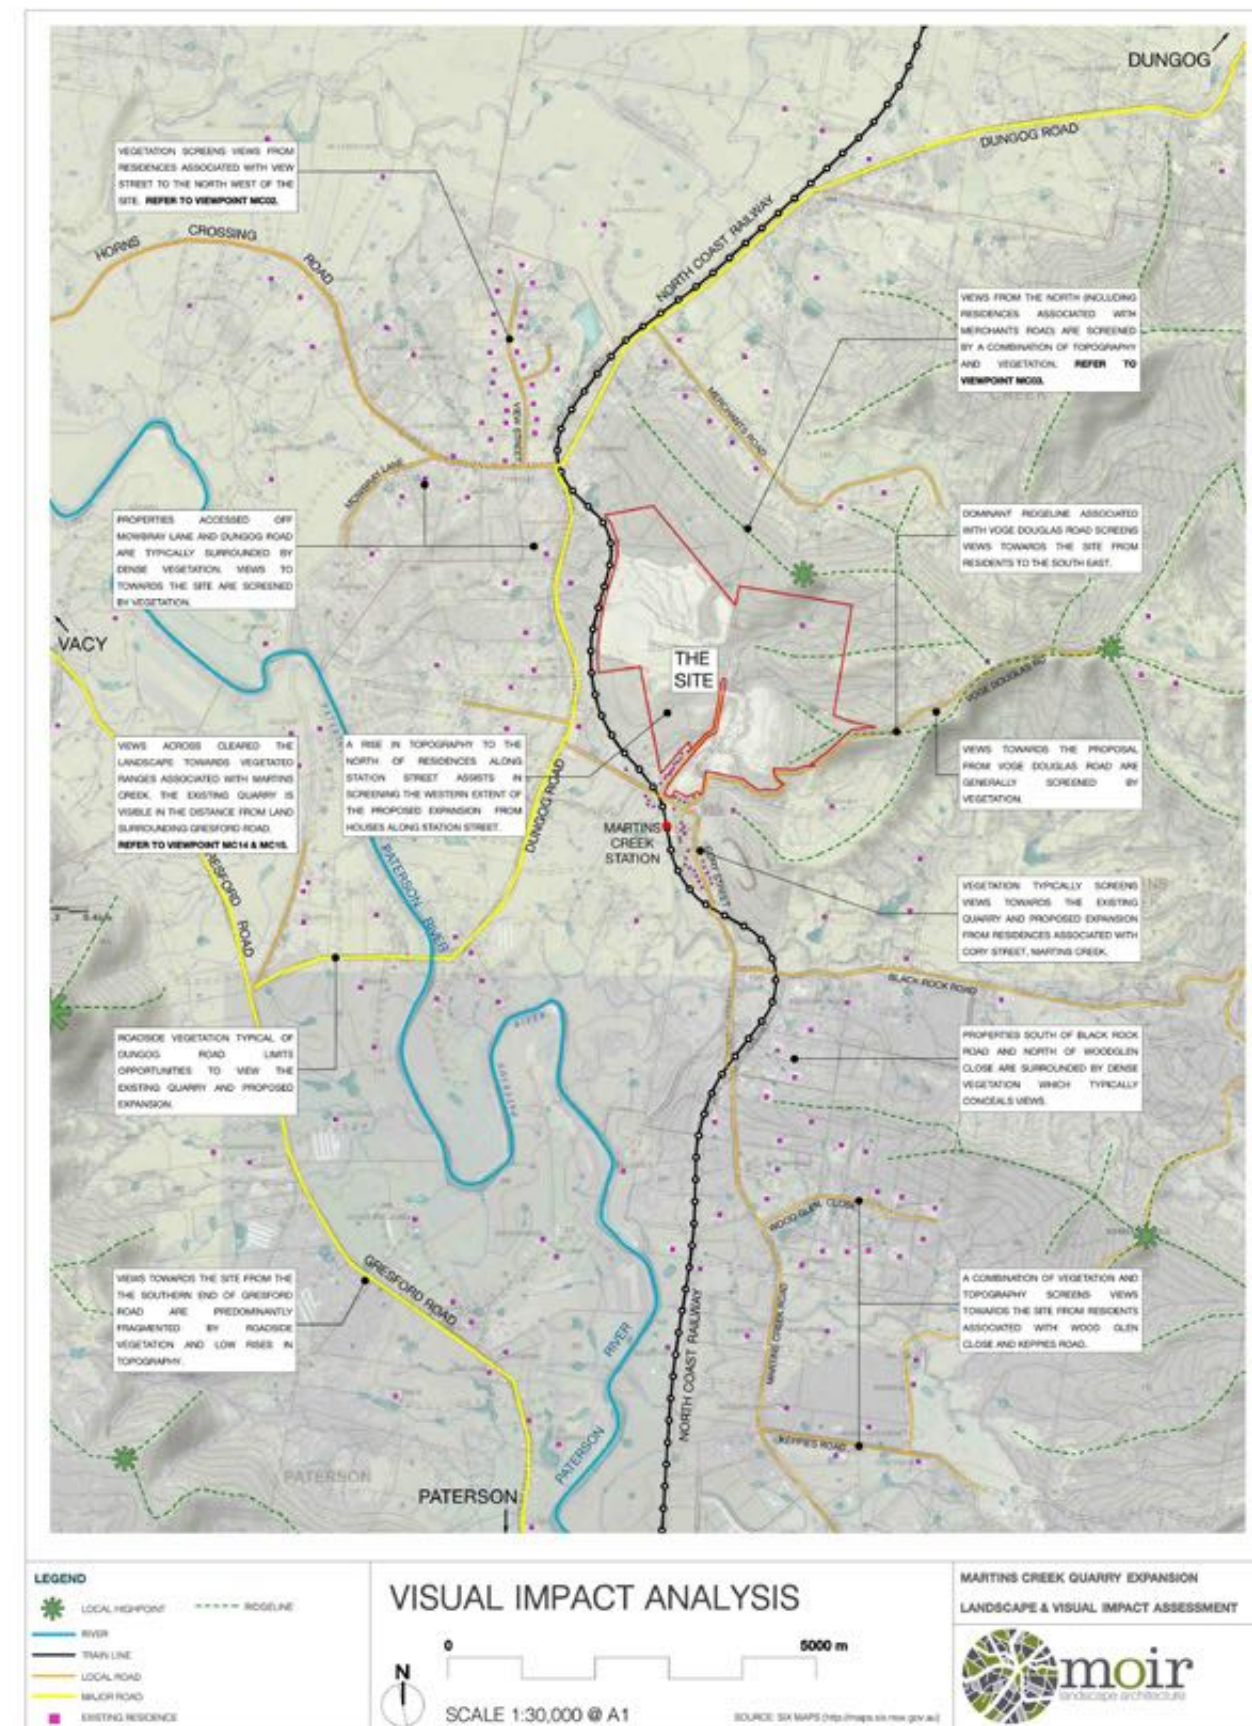 DUNGOG
DUNGOG ROAD
VEGETATION SCREENS VIEWS FROM
RESIDENCES ASSOCIATED WITH VIEW
STREET TO THE NORTH WEST OF THE
SITE. REFER TO VIEWPOINT MC02.
HORNS CROSSING ROAD
NORTH COAST RAILWAY
VIEWS FROM THE NORTH (INCLUDING
RESIDENCES ASSOCIATED WITH
MERCHANTS ROAD) ARE SCREENED
BY A COMBINATION OF TOPOGRAPHY
AND VEGETATION. REFER TO
VIEWPOINT MC03.
MERCHANTS ROAD
VIEW STREET
MOWBRAY LANE
PROPERTIES ACCESSED OFF
MOWBRAY LANE AND DUNGOG ROAD
ARE TYPICALLY SURROUNDED BY
DENSE VEGETATION. VIEWS TO
TOWARDS THE SITE ARE SCREENED
BY VEGETATION.
DOMINANT RIDGELINE ASSOCIATED
WITH VOGE DOUGLAS ROAD SCREENS
VIEWS TOWARDS THE SITE FROM
RESIDENTS TO THE SOUTH EAST.
VACY
THE
SITE
VOGE DOUGLAS RD
VIEWS ACROSS CLEARED THE
LANDSCAPE TOWARDS VEGETATED
RANGES ASSOCIATED WITH MARTINS
CREEK. THE EXISTING QUARRY IS
VISIBLE IN THE DISTANCE FROM LAND
SURROUNDING GRESFORD ROAD.
REFER TO VIEWPOINT MC14 & MC15.
A RISE IN TOPOGRAPHY TO THE
NORTH OF RESIDENCES ALONG
STATION STREET ASSISTS IN
SCREENING THE WESTERN EXTENT OF
THE PROPOSED EXPANSION FROM
HOUSES ALONG STATION STREET.
VIEWS TOWARDS THE PROPOSAL
FROM VOGE DOUGLAS ROAD ARE
GENERALLY SCREENED BY
VEGETATION.
DUNGOG ROAD
MARTINS
CREEK
STATION
CORY STREET
PATERSON RIVER
ROAD
VEGETATION TYPICALLY SCREENS
VIEWS TOWARDS THE EXISTING
QUARRY AND PROPOSED EXPANSION
FROM RESIDENCES ASSOCIATED WITH
CORY STREET, MARTINS CREEK.
BLACK ROCK ROAD
ROADSIDE VEGETATION TYPICAL OF
DUNGOG ROAD LIMITS
OPPORTUNITIES TO VIEW THE
EXISTING QUARRY AND PROPOSED
EXPANSION.
RIVER
PATERSON
PROPERTIES SOUTH OF BLACK ROCK
ROAD AND NORTH OF WOODGLEN
CLOSE ARE SURROUNDED BY DENSE
VEGETATION WHICH TYPICALLY
CONCEALS VIEWS.
WOOD GLEN CLOSE
VIEWS TOWARDS THE SITE FROM THE
THE SOUTHERN END OF GRESFORD
ROAD ARE PREDOMINANTLY
FRAGMENTED BY ROADSIDE
VEGETATION AND LOW RISES IN
TOPOGRAPHY.
GRESFORD ROAD
RIVER
NORTH COAST RAILWAY
MARTINS CREEK ROAD
A COMBINATION OF VEGETATION AND
TOPOGRAPHY SCREENS VIEWS
TOWARDS THE SITE FROM RESIDENTS
ASSOCIATED WITH WOOD GLEN
CLOSE AND KEPPIES ROAD.
KEPPIES ROAD
PATERSON
PATERSON
PATERSON
LEGEND
LOCAL HIGHPOINT
RIDGELINE
RIVER
TRAIN LINE
LOCAL ROAD
MAJOR ROAD
EXISTING RESIDENCE
VISUAL IMPACT ANALYSIS
0 5000 m
N
SCALE 1:30,000 @ A1
SOURCE: SIX MAPS (http://maps.six.nsw.gov.au)
MARTINS CREEK QUARRY EXPANSION
LANDSCAPE & VISUAL IMPACT ASSESSMENT
moir
landscape architecture